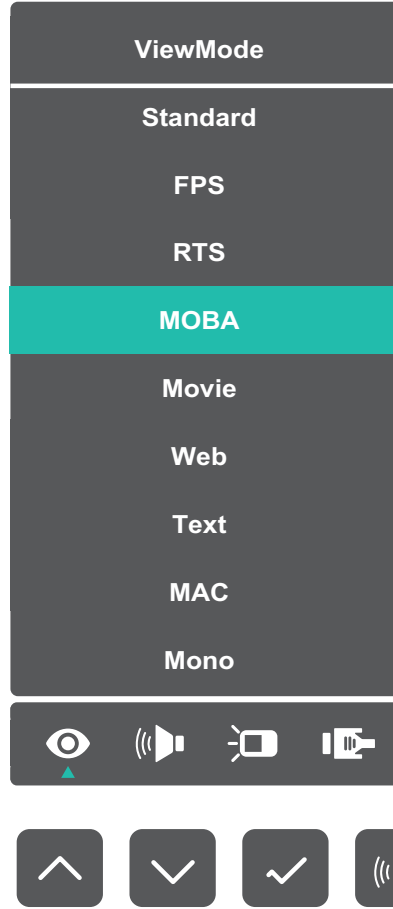 ViewMode
Standard
FPS
RTS
MOBA
Movie
Web
Text
MAC
Mono